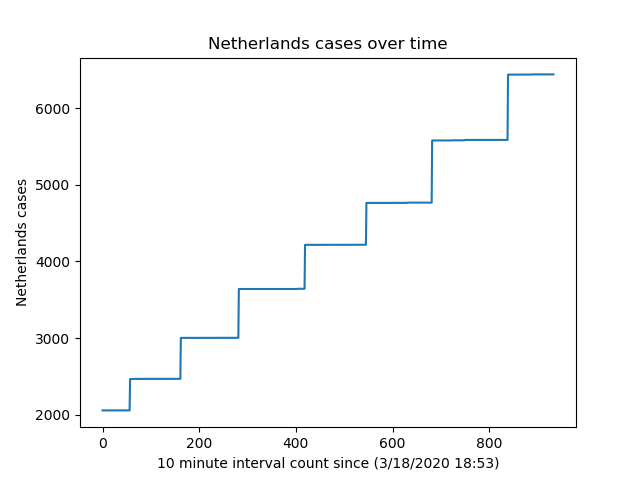 Netherlands cases over time
6000
5000
4000
3000
2000
Netherlands cases
0 200 400 600 800
10 minute interval count since (3/18/2020 18:53)